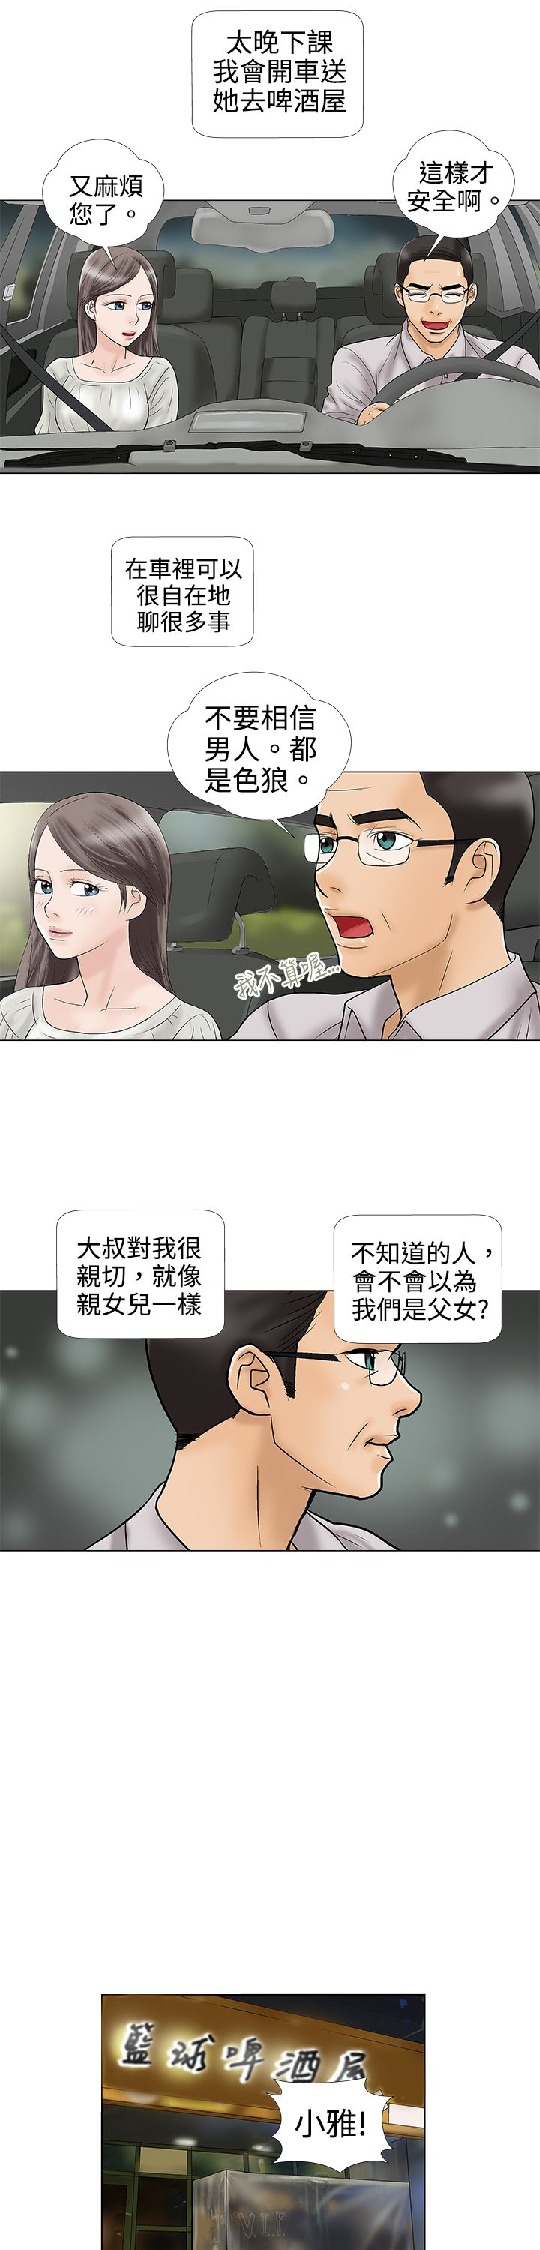 太晚下課
我會開車送
她去啤酒屋
又麻煩
您了。
這樣才
安全啊。
在車裡可以
很自在地
聊很多事
不要相信
男人。都
是色狼。
我不算喔...
大叔對我很
親切，就像
親女兒一樣
不知道的人，
會不會以為
我們是父女?
籃球啤酒屋
小雅!
V.I.P